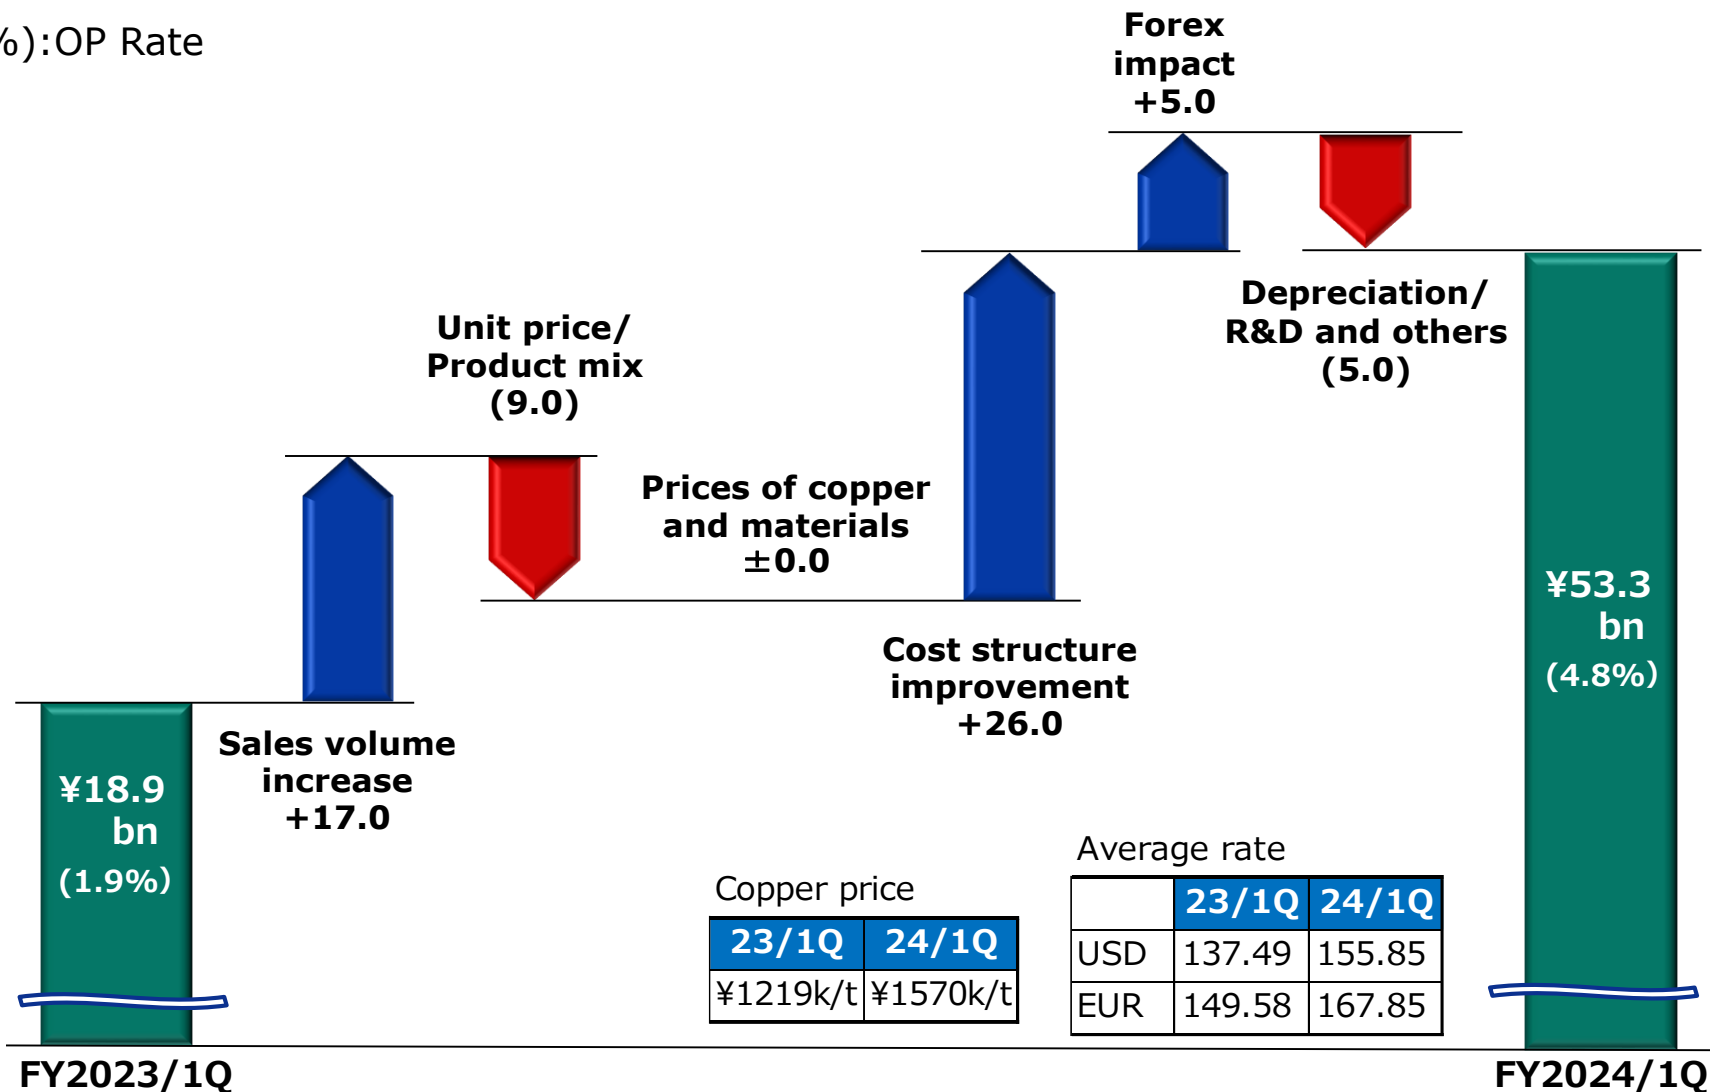 %):OP Rate
Forex
impact
+5.0
Unit price/
Product mix
(9.0)
Depreciation/
R&D and others
(5.0)
Prices of copper
and materials
±0.0
Cost structure
improvement
+26.0
Sales volume
increase
+17.0
¥18.9
bn
(1.9%)
¥53.3
bn
(4.8%)
Copper price
23/1Q 24/1Q
¥1219k/t ¥1570k/t
Average rate
23/1Q 24/1Q
USD 137.49 155.85
EUR 149.58 167.85
FY2023/1Q
FY2024/1Q